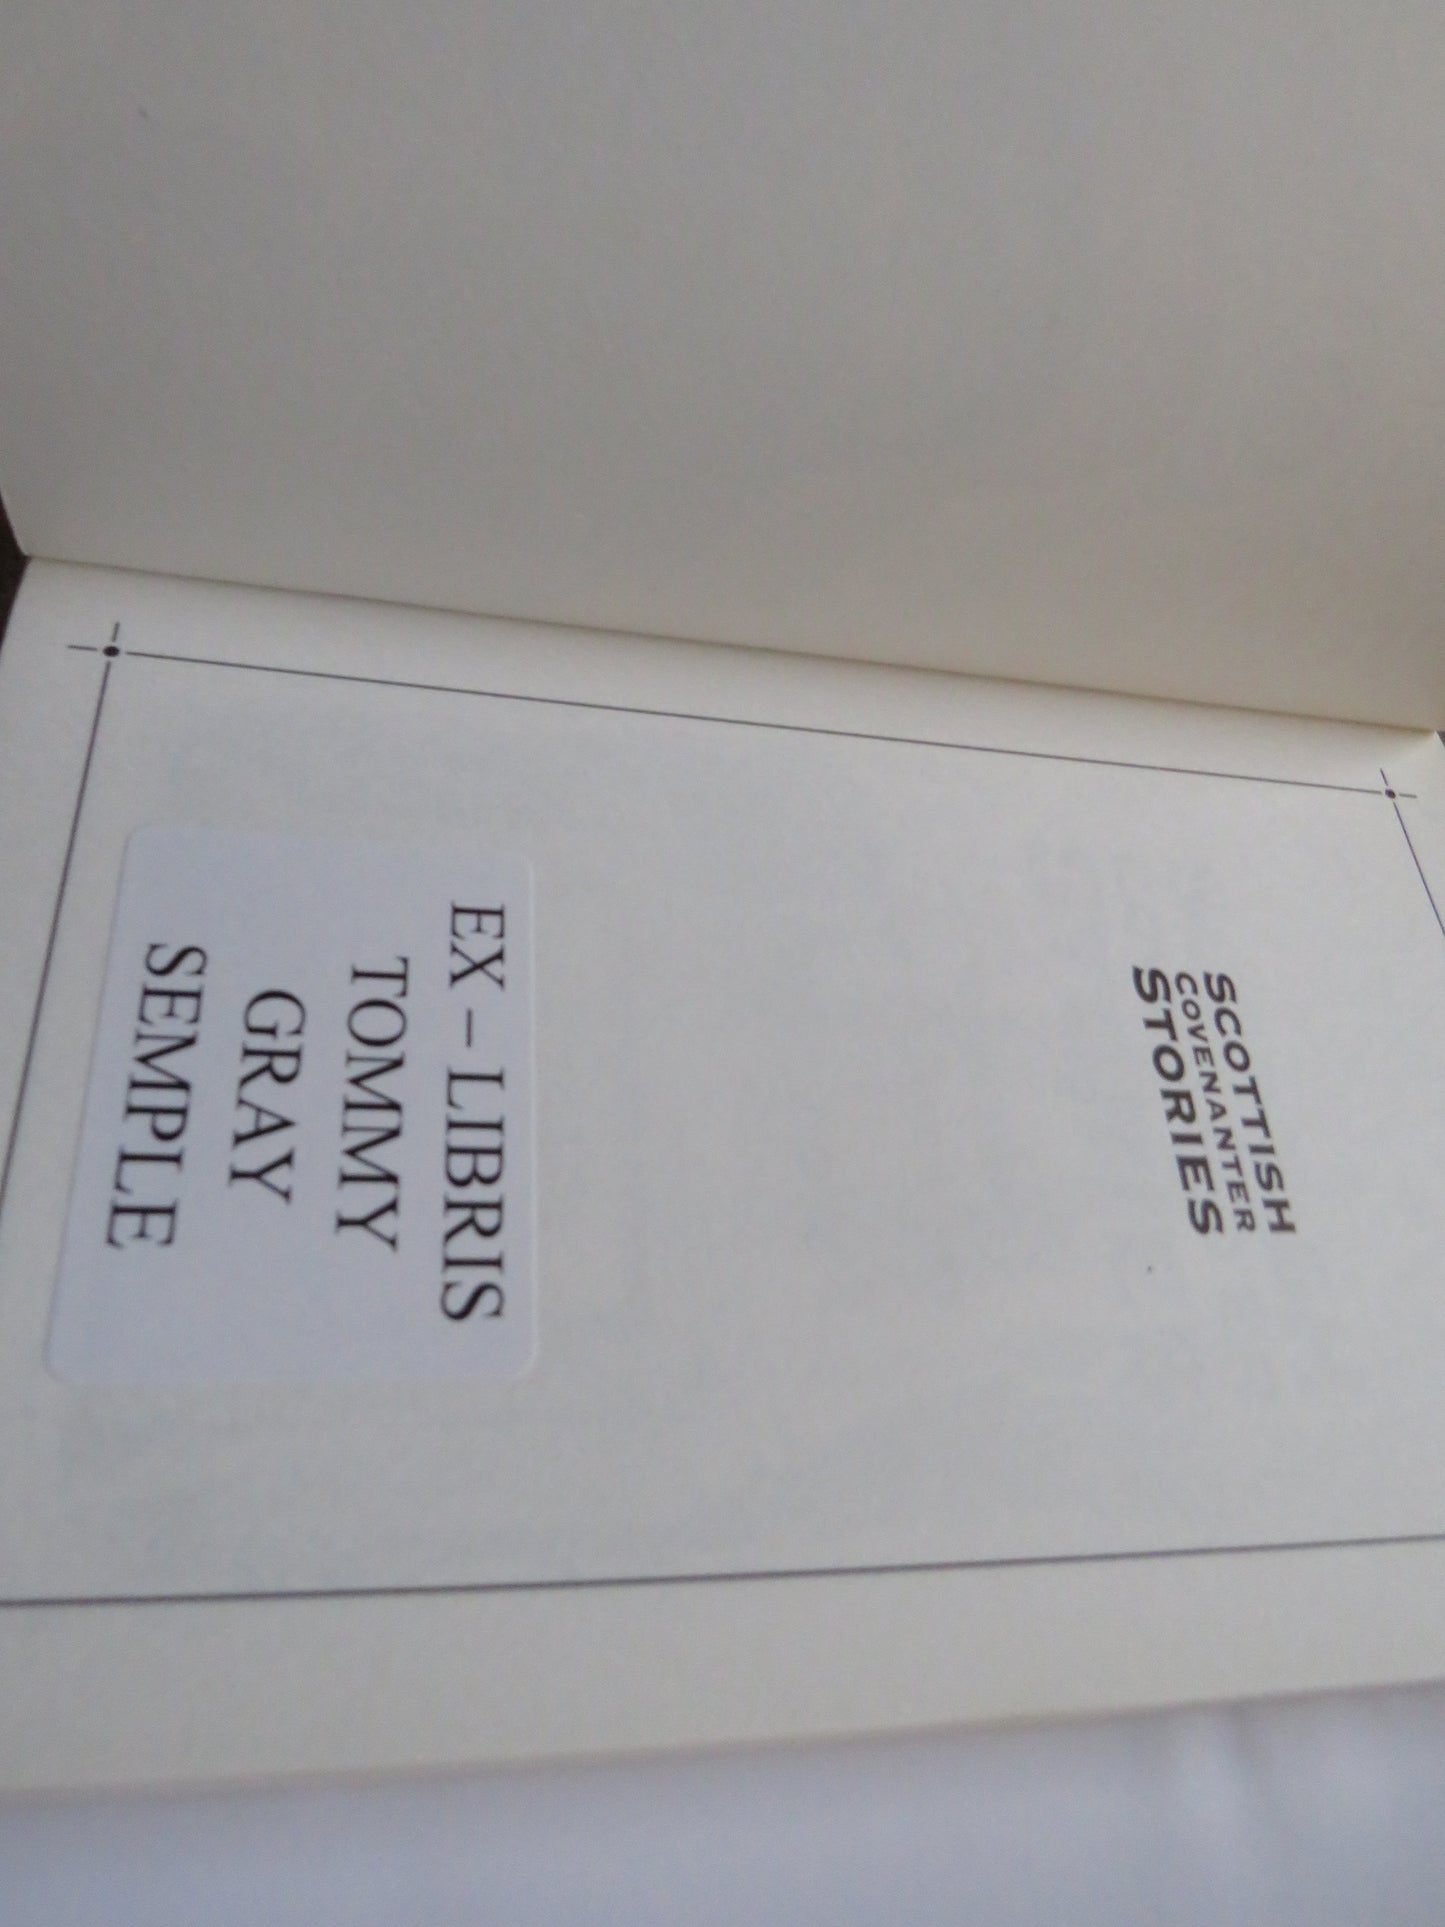 SCOTTISH
COVENANTER
STORIES
EX – LIBRIS
TOMMY
GRAY
SEMPLE